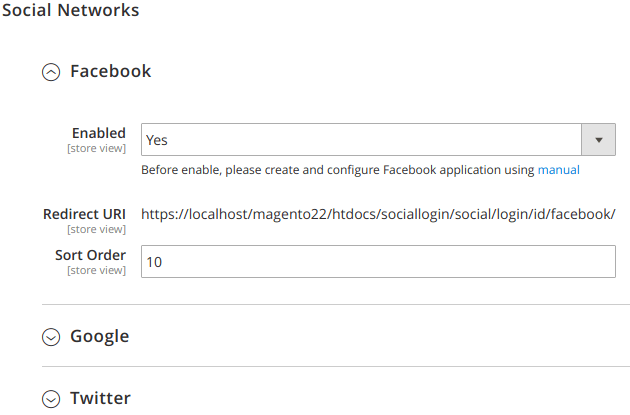 Social Networks
Facebook
Enabled
[store view]
Yes
Before enable, please create and configure Facebook application using manual
Redirect URI
[store view]
https://localhost/magento22/htdocs/sociallogin/social/login/id/facebook/
Sort Order
[store view]
10
Google
Twitter